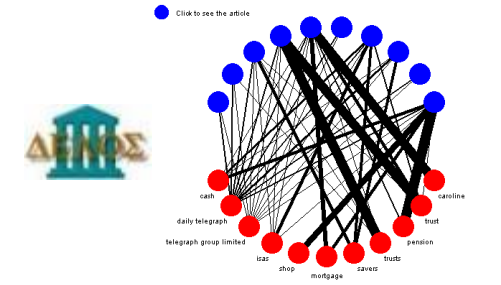 Click to see the article
ΔΕΛΟΣ
cash
caroline
daily telegraph
trust
telegraph group limited
pension
isas
trusts
shop
savers
mortgage